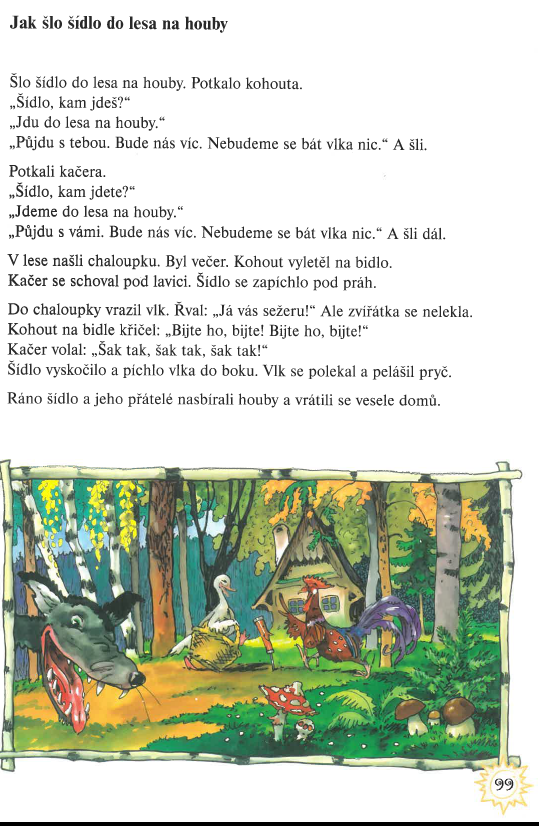 Jak šlo šídlo do lesa na houby
Šlo šídlo do lesa na houby. Potkalo kohouta.
„Šídlo, kam jdeš?“
„Jdu do lesa na houby.“
„Půjdu s tebou. Bude nás víc. Nebudeme se bát vlka nic.“ A šli.
Potkali kačera.
„Šídlo, kam jdete?“
„Jdeme do lesa na houby.“
„Půjdu s vámi. Bude nás víc. Nebudeme se bát vlka nic.“ A šli dál.
V lese našli chaloupku. Byl večer. Kohout vyletěl na bidlo.
Kačer se schoval pod lavici. Šídlo se zapíchlo pod práh.
Do chaloupky vrazil vlk. Řval: „Já vás sežeru!“ Ale zvířátka se nelekla.
Kohout na bidle křičel: „Bijte ho, bijte! Bijte ho, bijte!“
Kačer volal: „Šak tak, šak tak, šak tak!“
Šídlo vyskočilo a píchlo vlka do boku. Vlk se polekal a pelášil pryč.
Ráno šídlo a jeho přátelé nasbírali houby a vrátili se vesele domů.
99